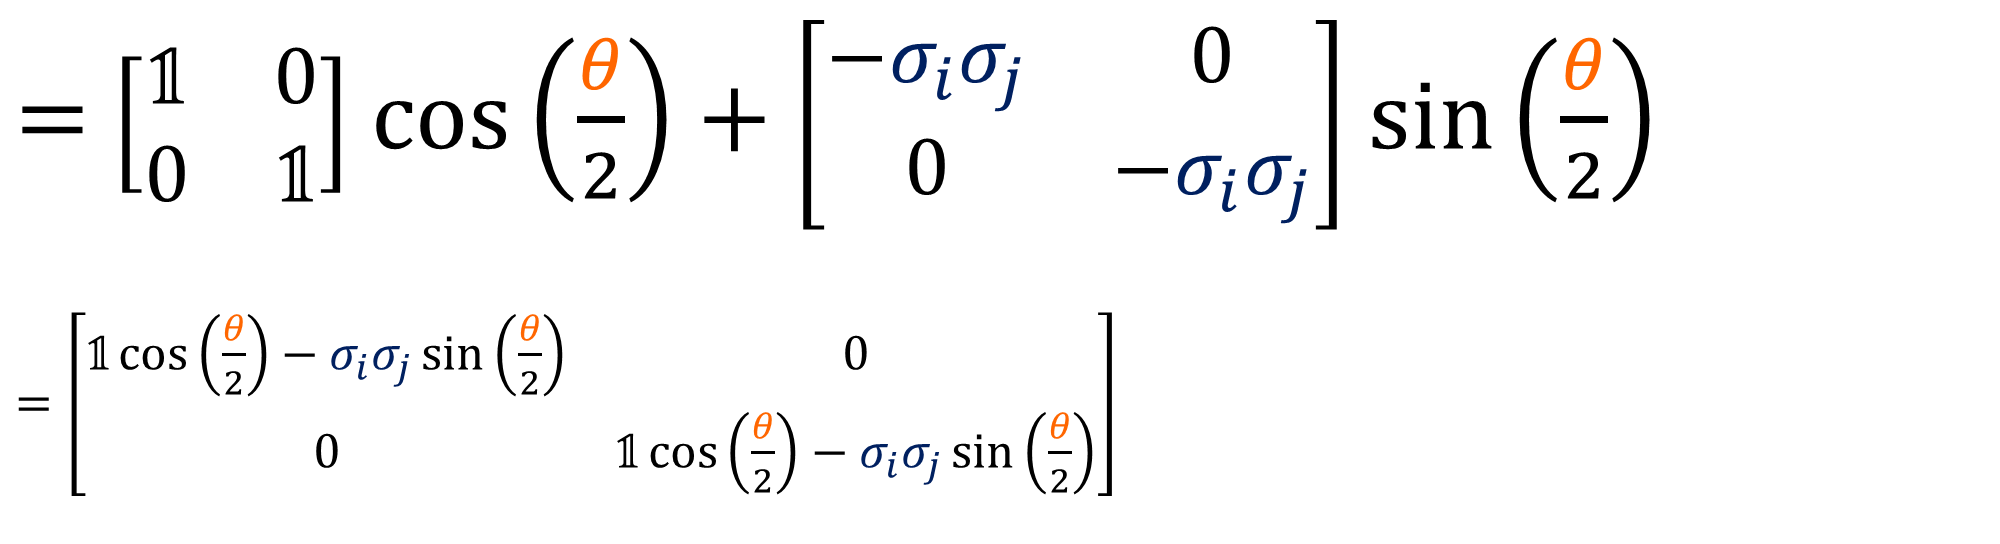 = [𝟙 0; 0 𝟙] cos(θ/2) + [−σᵢσⱼ 0; 0 −σᵢσⱼ] sin(θ/2)
= [𝟙 cos(θ/2) − σᵢσⱼ sin(θ/2) 0; 0 𝟙 cos(θ/2) − σᵢσⱼ sin(θ/2)]